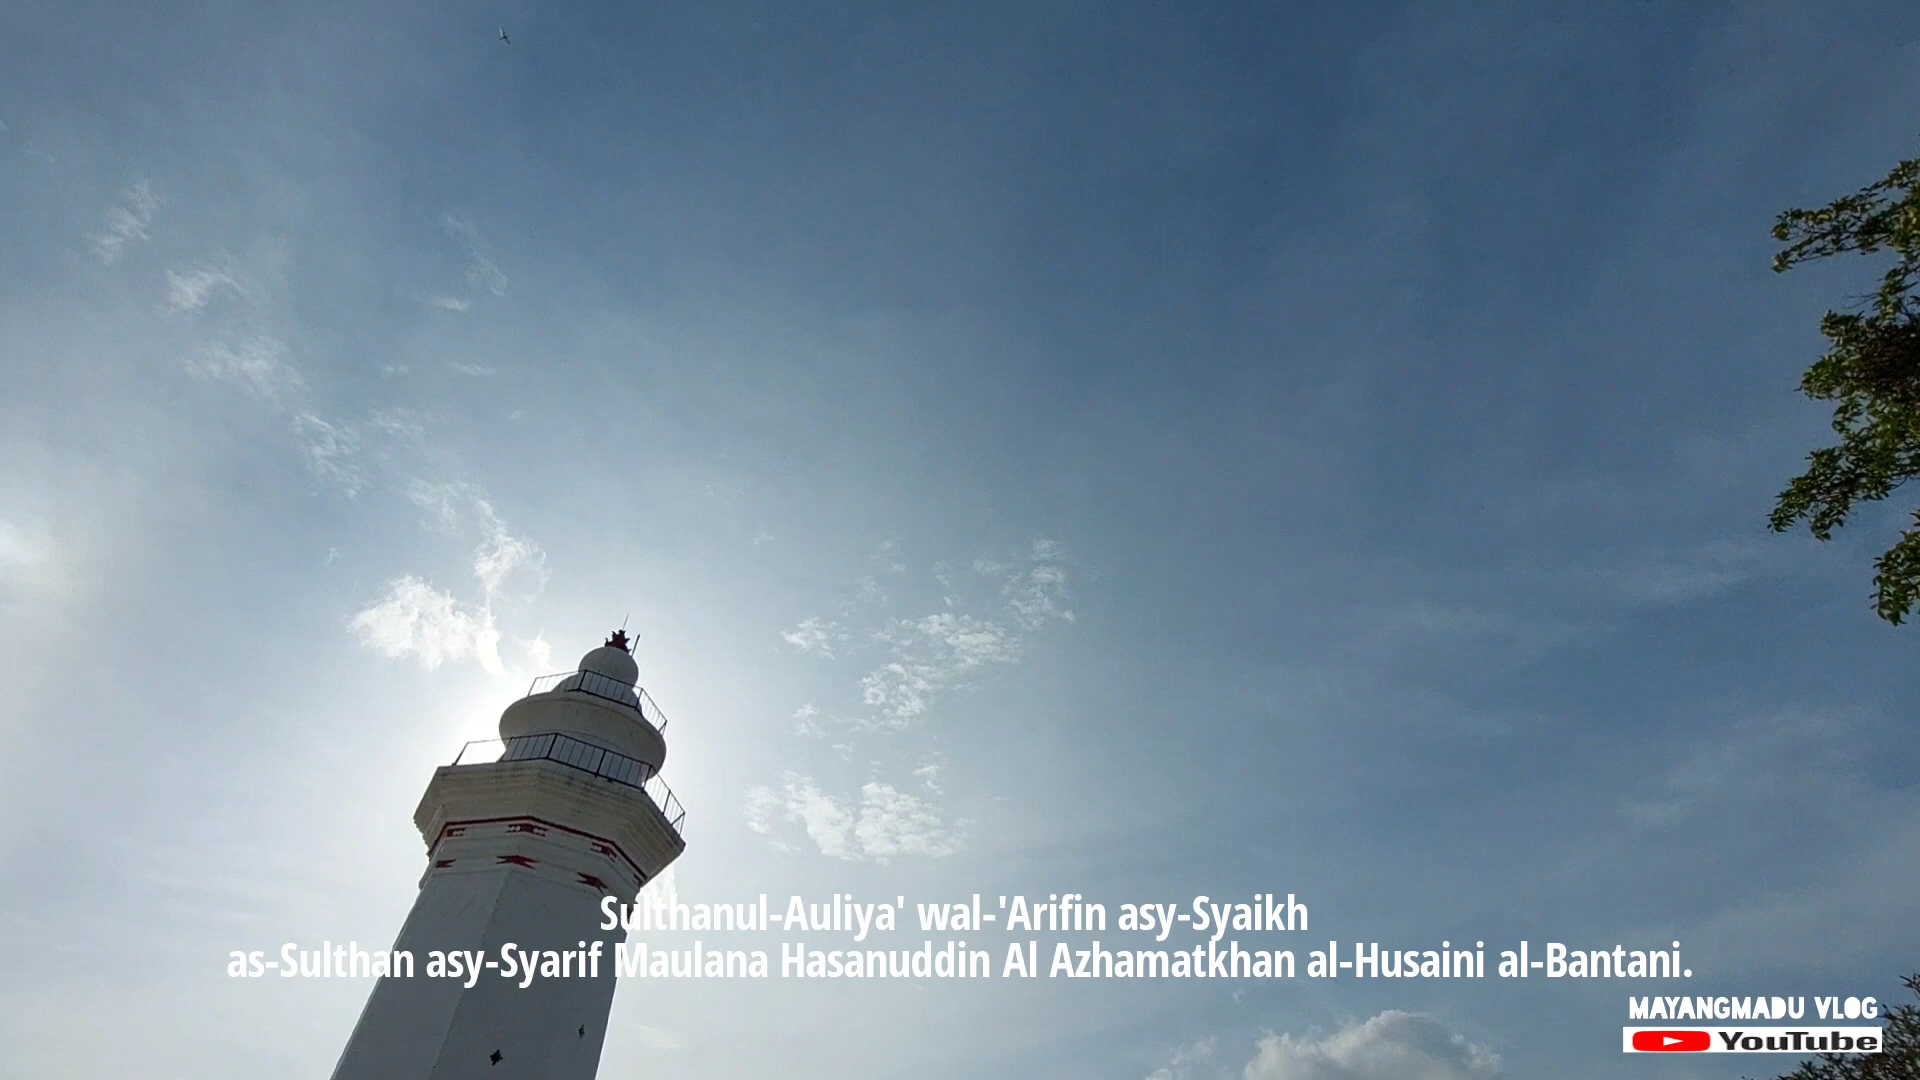 Sulthanul-Auliya' wal-'Arifin asy-Syaikh
as-Sulthan asy-Syarif Maulana Hasanuddin Al Azhamatkhan al-Husaini al-Bantani.
MAYANGMADU VLOG
YouTube